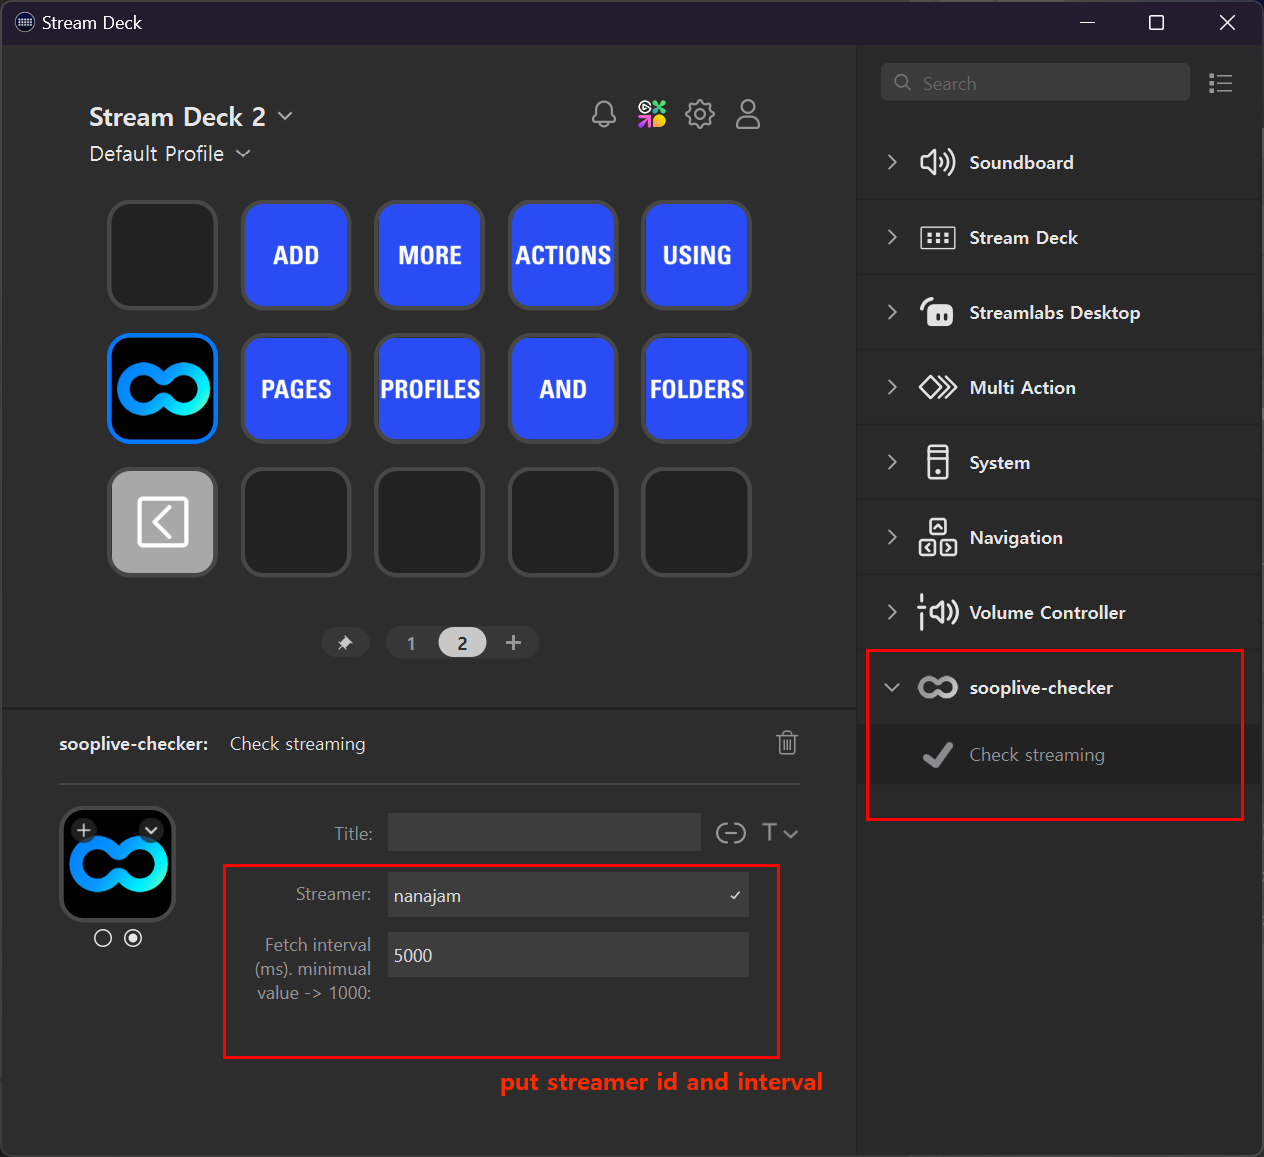 Stream Deck
Stream Deck 2
Default Profile
ADD MORE ACTIONS USING
PAGES PROFILES AND FOLDERS
1 2
sooplive-checker: Check streaming
Title:
Streamer: nanajam
Fetch interval
(ms). minimual
value -> 1000:
5000
put streamer id and interval
Search
Soundboard
Stream Deck
Streamlabs Desktop
Multi Action
System
Navigation
Volume Controller
sooplive-checker
Check streaming